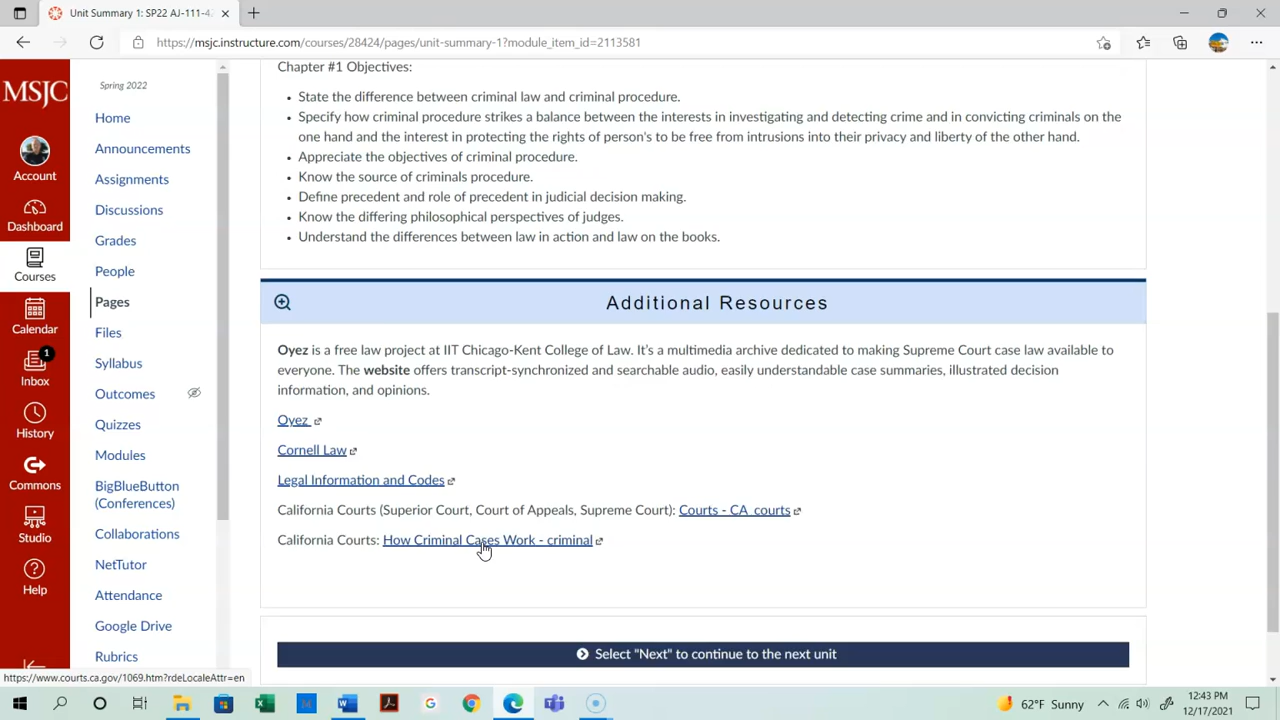 Unit Summary 1: SP22 AJ-111-4
https://msjc.instructure.com/courses/28424/pages/unit-summary-1?module_item_id=2113581
MSJC
Account
Dashboard
Courses
Calendar
1
Inbox
History
Commons
Studio
Help
Spring 2022
Home
Announcements
Assignments
Discussions
Grades
People
Pages
Files
Syllabus
Outcomes
Quizzes
Modules
BigBlueButton
(Conferences)
Collaborations
NetTutor
Attendance
Google Drive
Rubrics
Chapter #1 Objectives:
State the difference between criminal law and criminal procedure.
Specify how criminal procedure strikes a balance between the interests in investigating and detecting crime and in convicting criminals on the
one hand and the interest in protecting the rights of person's to be free from intrusions into their privacy and liberty of the other hand.
Appreciate the objectives of criminal procedure.
Know the source of criminals procedure.
Define precedent and role of precedent in judicial decision making.
Know the differing philosophical perspectives of judges.
Understand the differences between law in action and law on the books.
Additional Resources
Oyez is a free law project at IIT Chicago-Kent College of Law. It's a multimedia archive dedicated to making Supreme Court case law available to
everyone. The website offers transcript-synchronized and searchable audio, easily understandable case summaries, illustrated decision
information, and opinions.
Oyez
Cornell Law
Legal Information and Codes
California Courts (Superior Court, Court of Appeals, Supreme Court): Courts - CA courts
California Courts: How Criminal Cases Work - criminal
Select "Next" to continue to the next unit
https://www.courts.ca.gov/1069.htm?rdeLocaleAttr=en
62°F Sunny
12:43 PM
12/17/2021